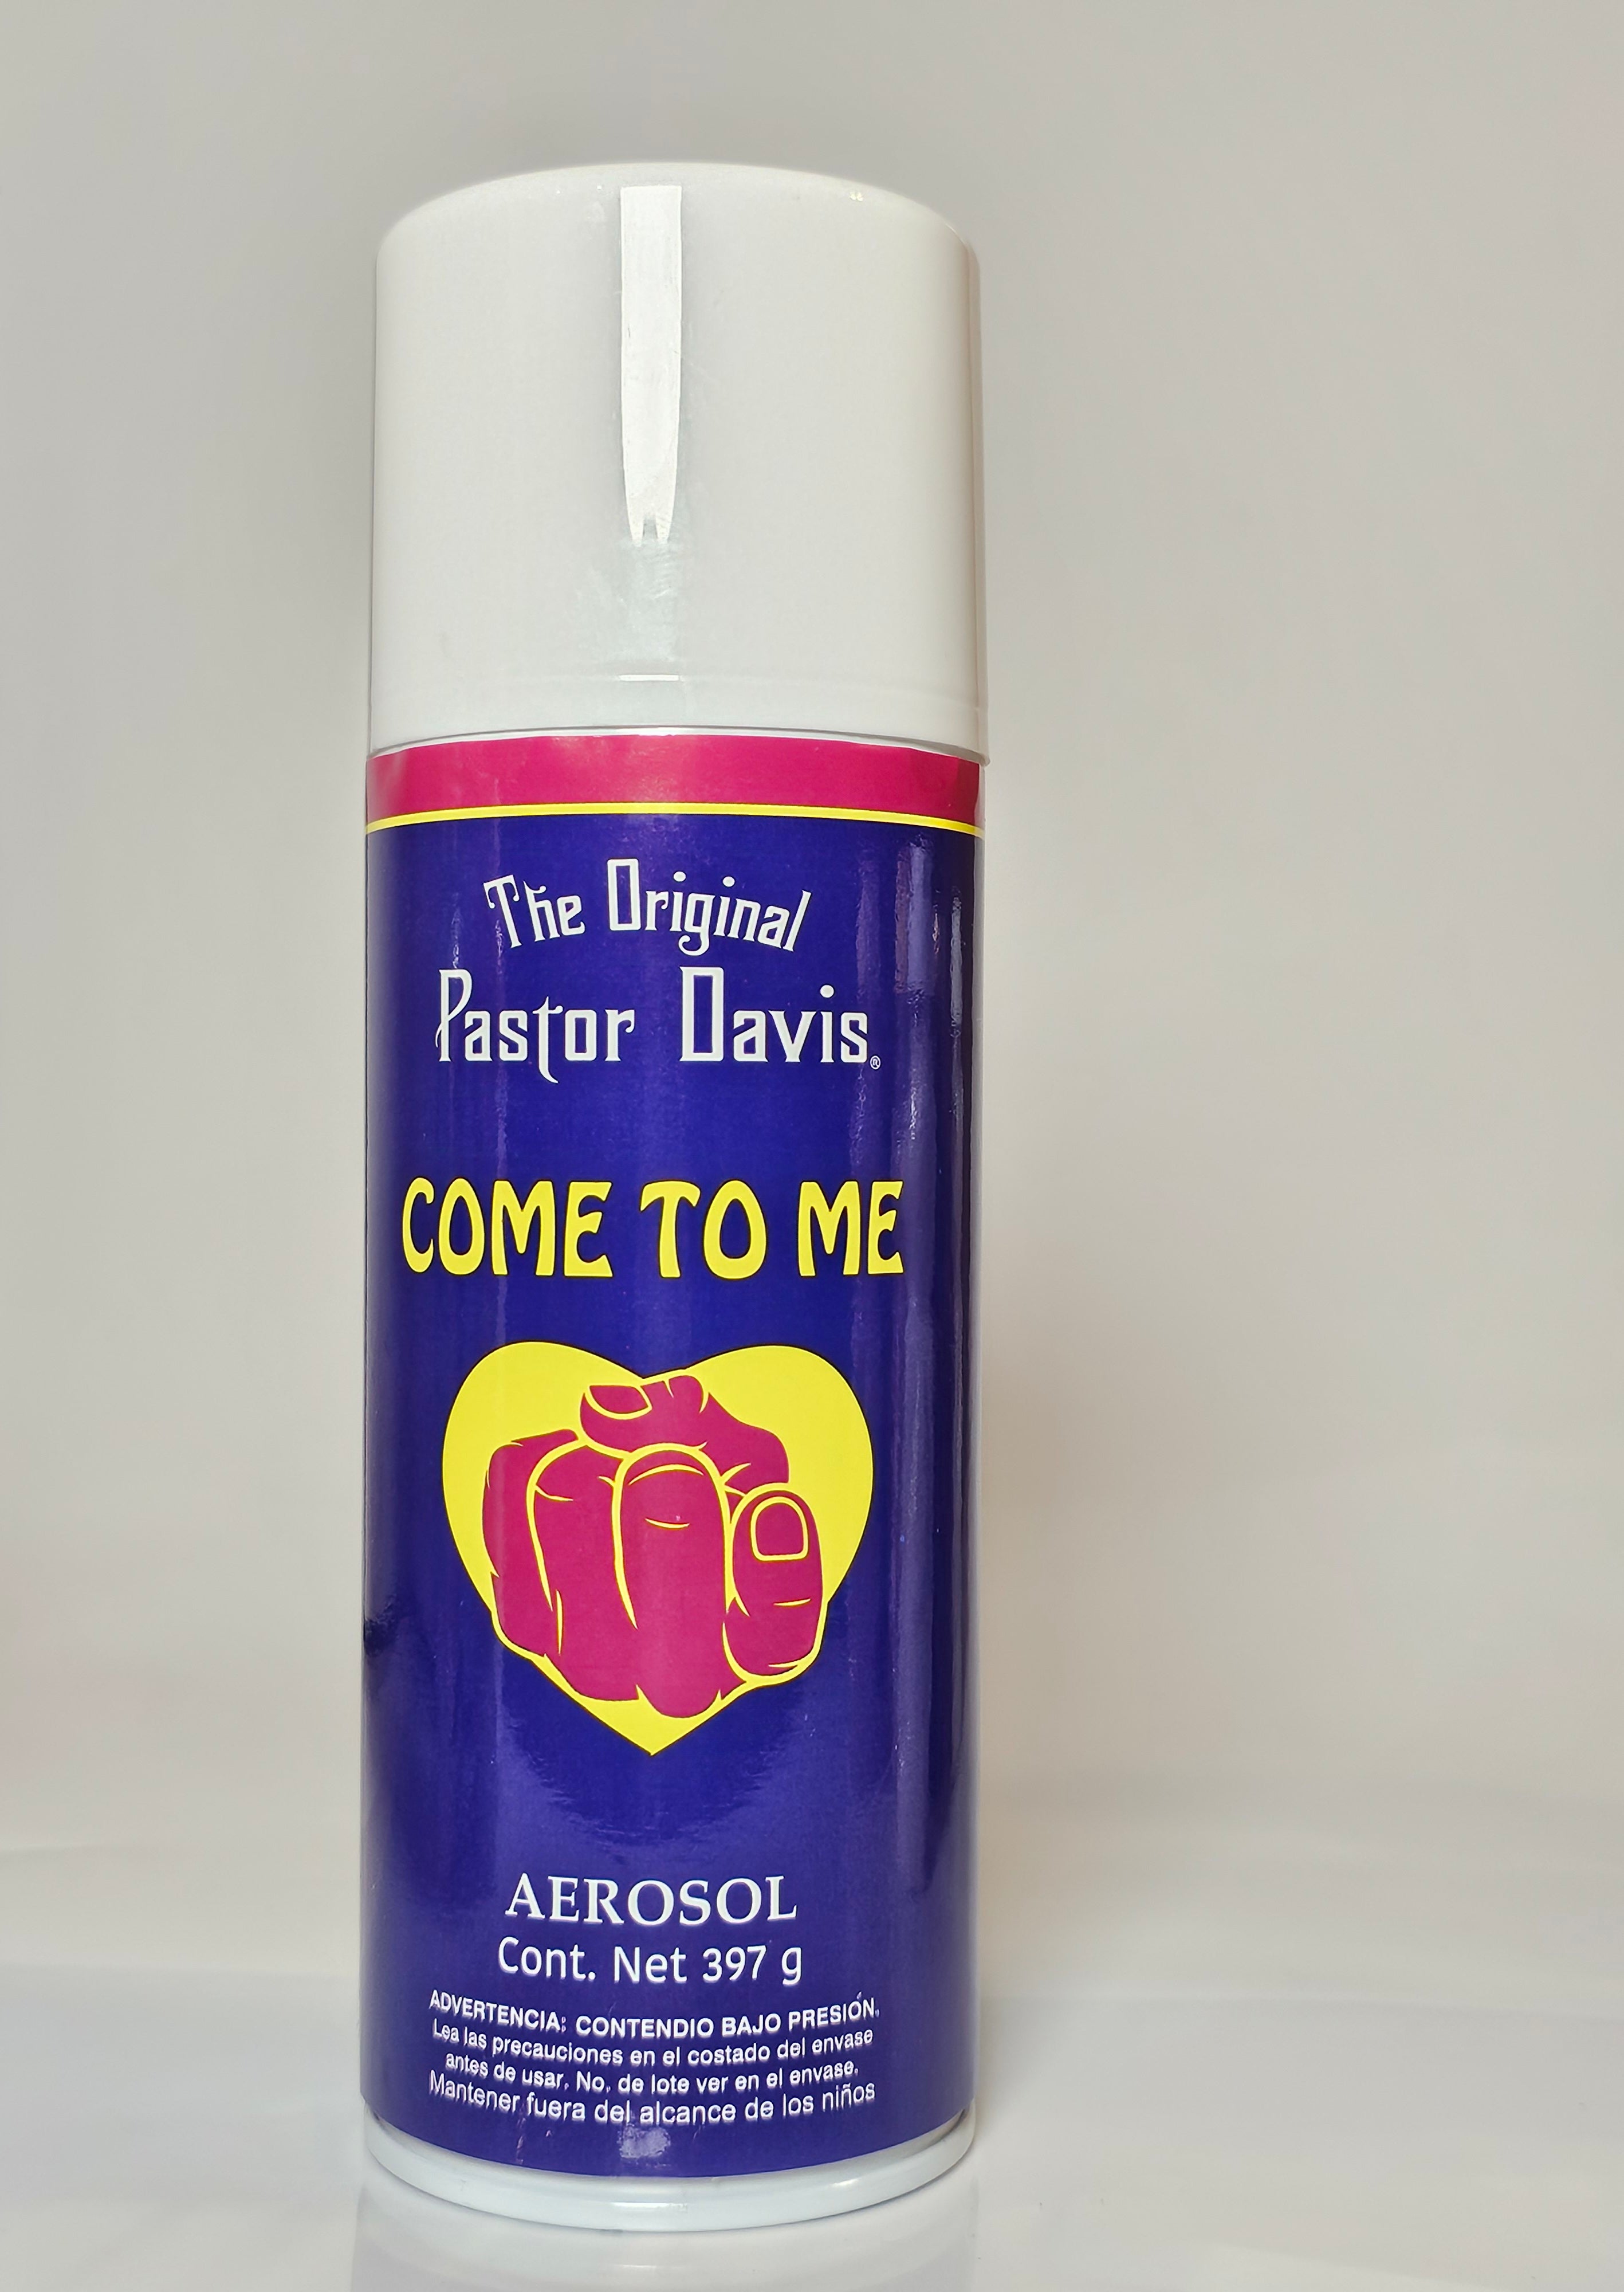 The Original
Pastor Davis®
COME TO ME
AEROSOL
Cont. Net 397 g
ADVERTENCIA: CONTENDIO BAJO PRESIÓN.
Lea las precauciones en el costado del envase
antes de usar. No. de lote ver en el envase.
Mantener fuera del alcance de los niños